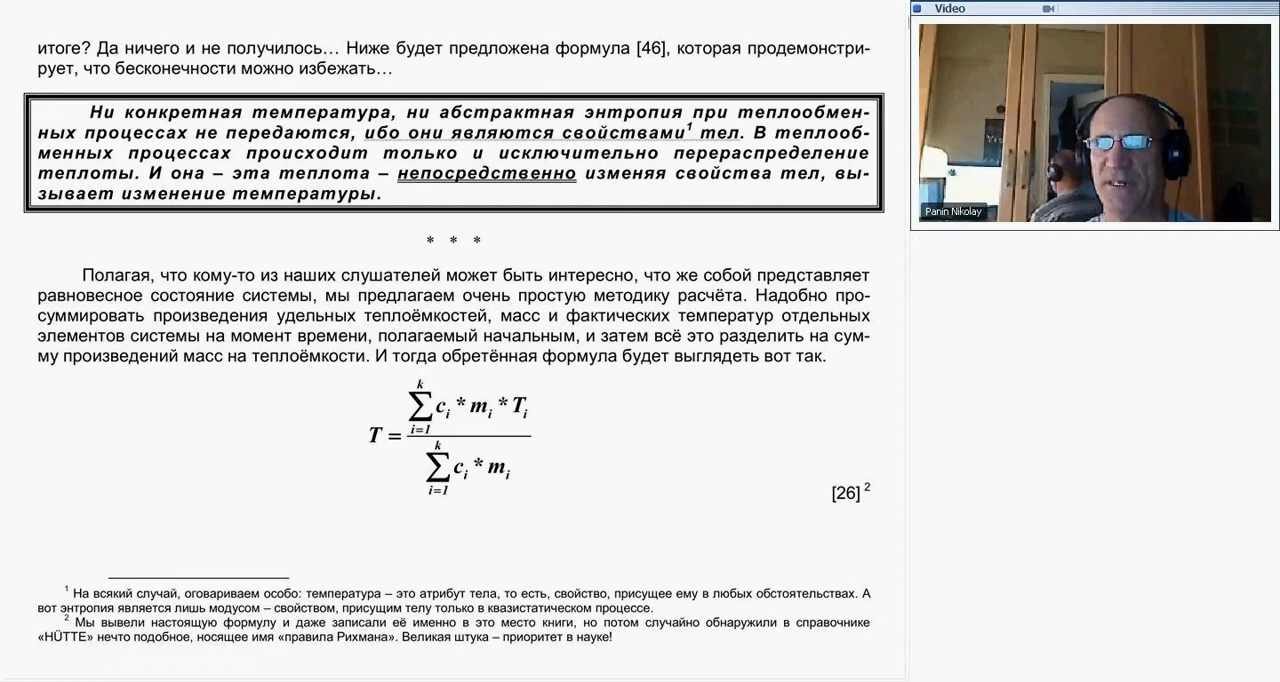 итоге? Да ничего и не получилось… Ниже будет предложена формула [46], которая продемонстри-
рует, что бесконечности можно избежать…
Ни конкретная температура, ни абстрактная энтропия при теплообмен-
ных процессах не передаются, ибо они являются свойствами¹ тел. В теплооб-
менных процессах происходит только и исключительно перераспределение
теплоты. И она – эта теплота – непосредственно изменяя свойства тел, вы-
зывает изменение температуры.
* * *
Полагая, что кому-то из наших слушателей может быть интересно, что же собой представляет
равновесное состояние системы, мы предлагаем очень простую методику расчёта. Надобно про-
суммировать произведения удельных теплоёмкостей, масс и фактических температур отдельных
элементов системы на момент времени, полагаемый начальным, и затем всё это разделить на сум-
му произведений масс на теплоёмкости. И тогда обретённая формула будет выглядеть вот так.
k
∑ cᵢ * mᵢ * Tᵢ
i=1
T =
k
∑ cᵢ * mᵢ
i=1
[26] ²
¹ На всякий случай, оговариваем особо: температура – это атрибут тела, то есть, свойство, присущее ему в любых обстоятельствах. А
вот энтропия является лишь модусом – свойством, присущим телу только в квазистатическом процессе.
² Мы вывели настоящую формулу и даже записали её именно в это место книги, но потом случайно обнаружили в справочнике
«HÜTTE» нечто подобное, носящее имя «правила Рихмана». Великая штука – приоритет в науке!
Video
Panin Nikolay